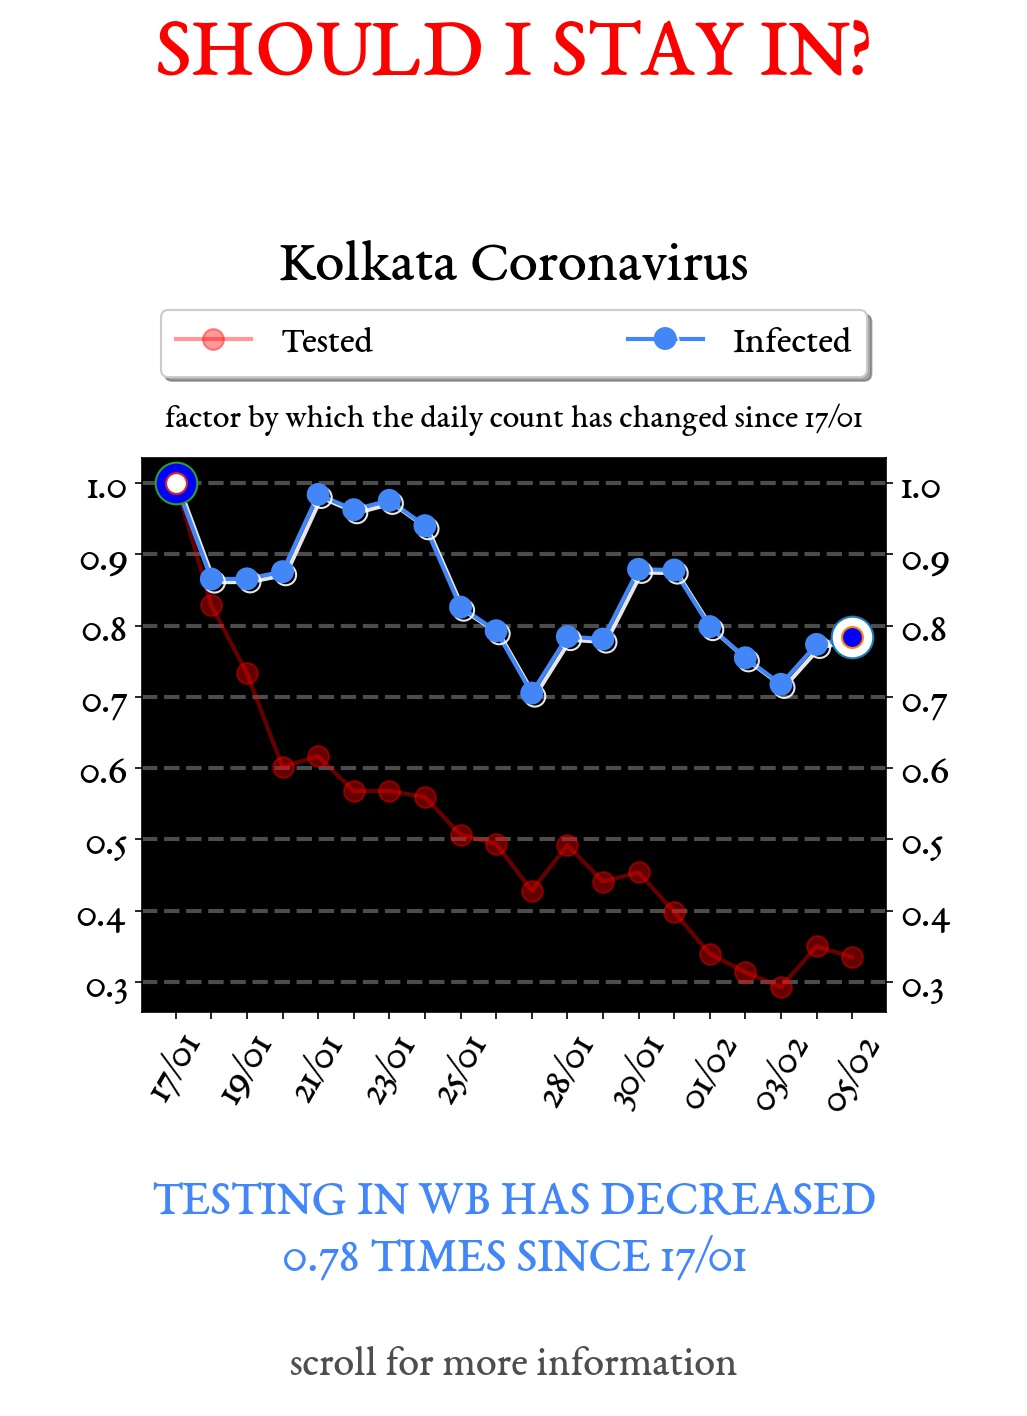 SHOULD I STAY IN?
Kolkata Coronavirus
Tested Infected
factor by which the daily count has changed since 17/01
1.0 1.0
0.9 0.9
0.8 0.8
0.7 0.7
0.6 0.6
0.5 0.5
0.4 0.4
0.3 0.3
17/01 19/01 21/01 23/01 25/01 28/01 30/01 01/02 03/02 05/02
TESTING IN WB HAS DECREASED
0.78 TIMES SINCE 17/01
scroll for more information